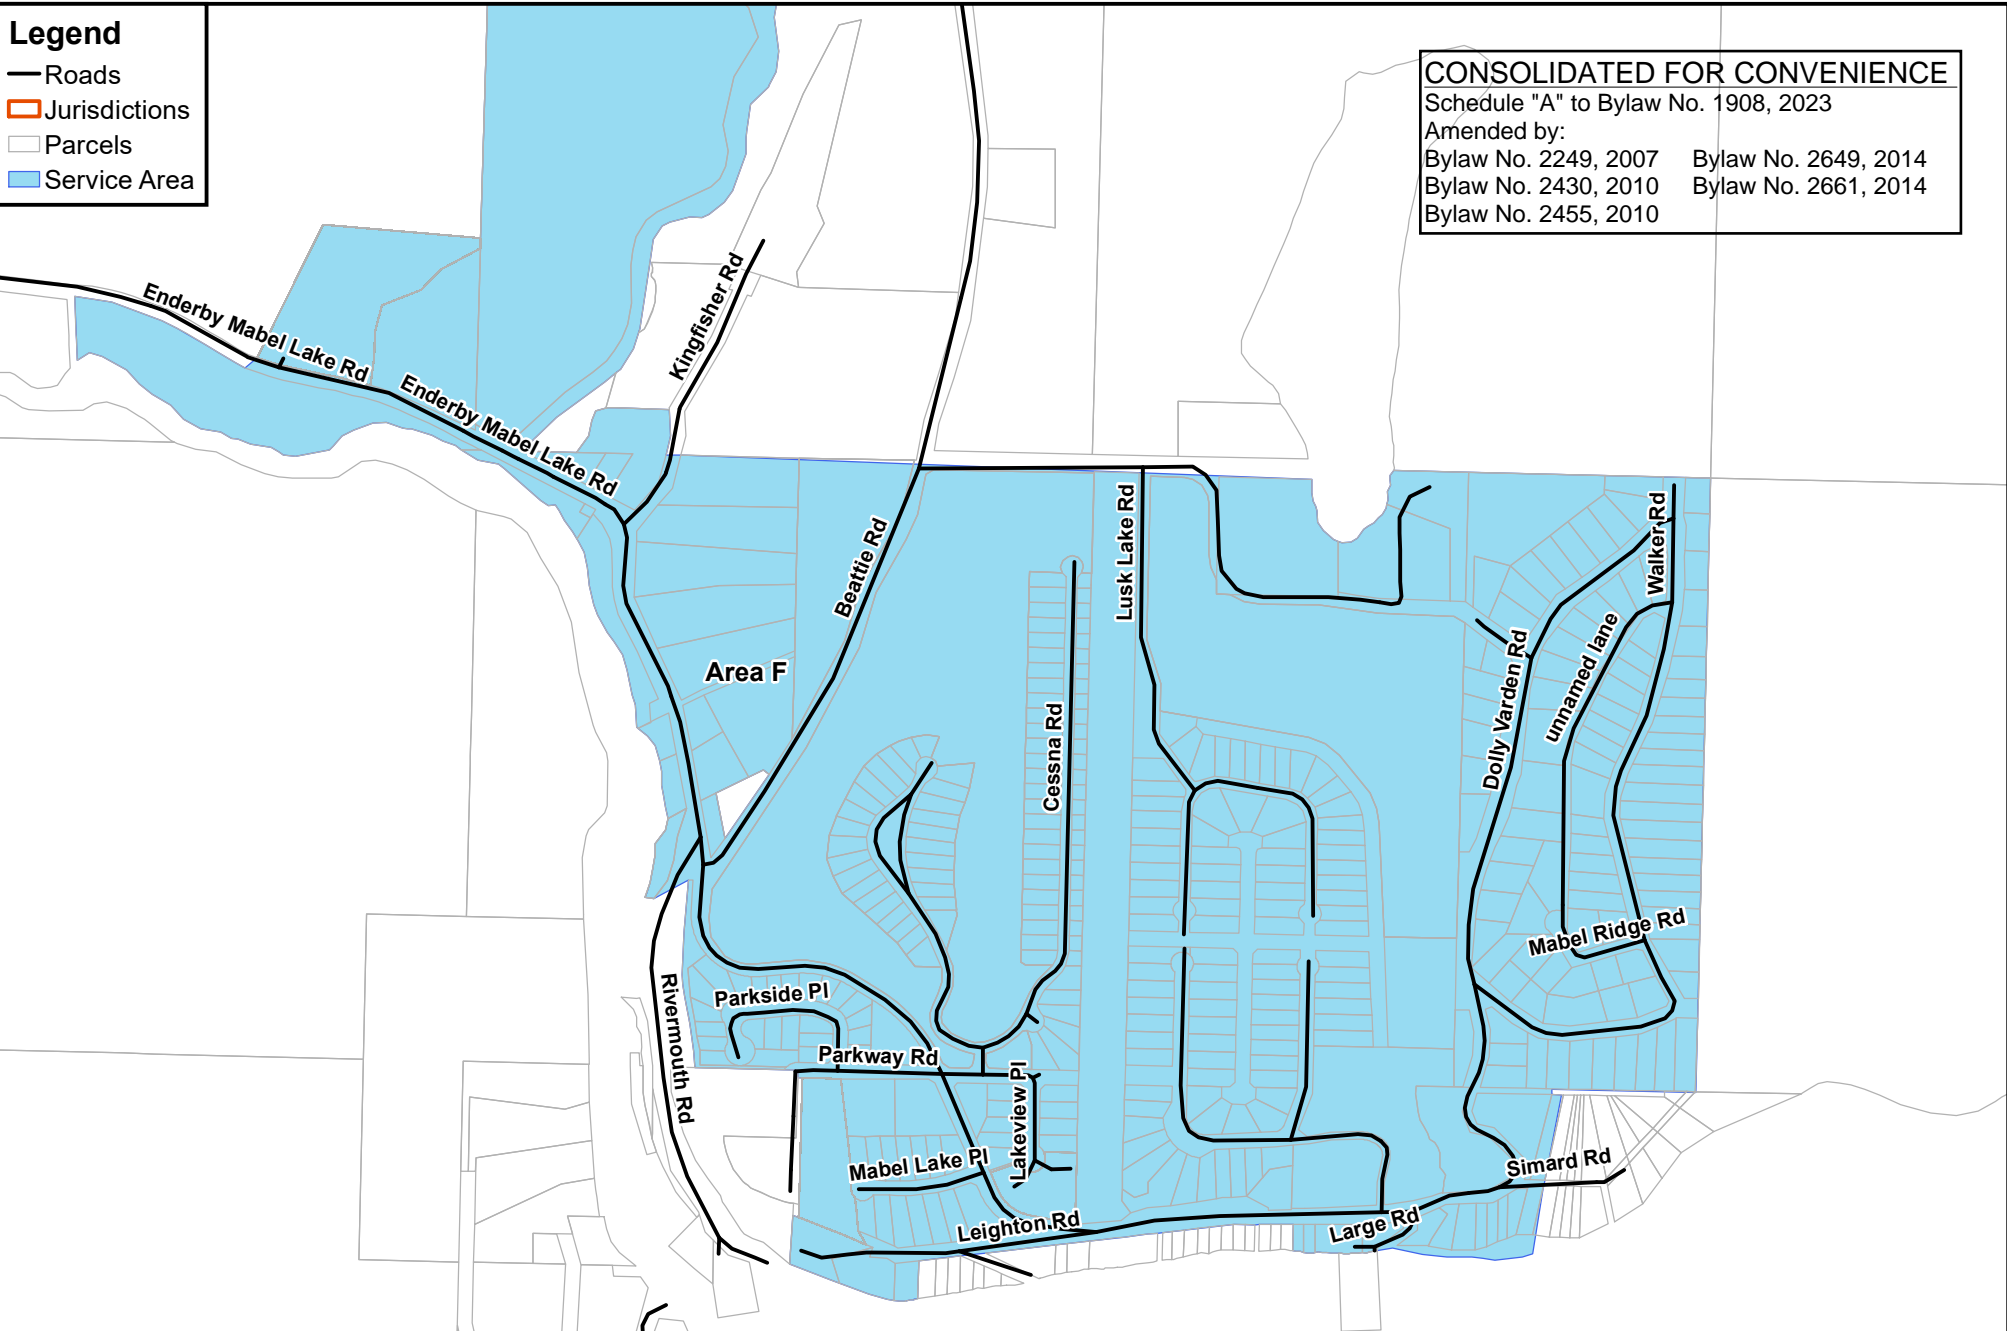 Legend
Roads
Jurisdictions
Parcels
Service Area
CONSOLIDATED FOR CONVENIENCE
Schedule "A" to Bylaw No. 1908, 2023
Amended by:
Bylaw No. 2249, 2007 Bylaw No. 2649, 2014
Bylaw No. 2430, 2010 Bylaw No. 2661, 2014
Bylaw No. 2455, 2010
Enderby Mabel Lake Rd
Enderby Mabel Lake Rd
Kingfisher Rd
Beattie Rd
Lusk Lake Rd
Walker Rd
unnamed lane
Dolly Varden Rd
Area F
Cessna Rd
Mabel Ridge Rd
Parkside Pl
Rivermouth Rd
Parkway Rd
Lakeview Pl
Mabel Lake Pl
Simard Rd
Leighton Rd
Large Rd